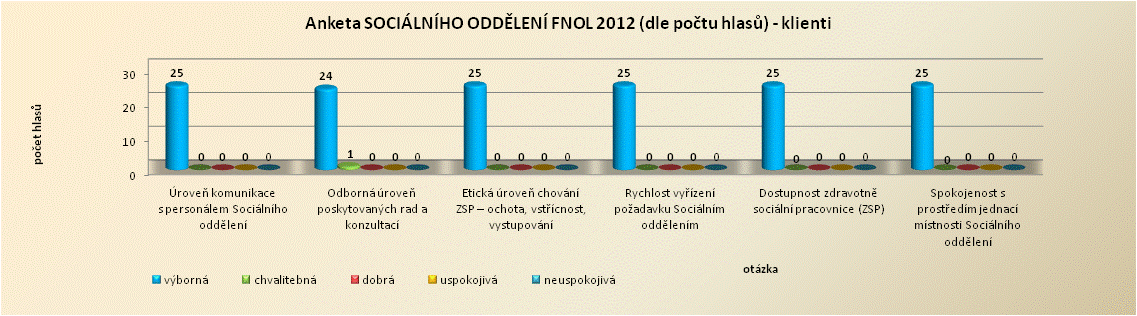 Anketa SOCIÁLNÍHO ODDĚLENÍ FNOL 2012 (dle počtu hlasů) - klienti
počet hlasů
30
20
10
0
25 0 0 0 0
24 1 0 0 0
25 0 0 0 0
25 0 0 0 0
25 0 0 0 0
25 0 0 0 0
Úroveň komunikace
s personálem Sociálního
oddělení
Odborná úroveň
poskytovaných rad a
konzultací
Etická úroveň chování
ZSP – ochota, vstřícnost,
vystupování
Rychlost vyřízení
požadavku Sociálním
oddělením
Dostupnost zdravotně
sociální pracovnice (ZSP)
Spokojenost s
prostředím jednací
místnosti Sociálního
oddělení
otázka
výborná
chvalitebná
dobrá
uspokojivá
neuspokojivá